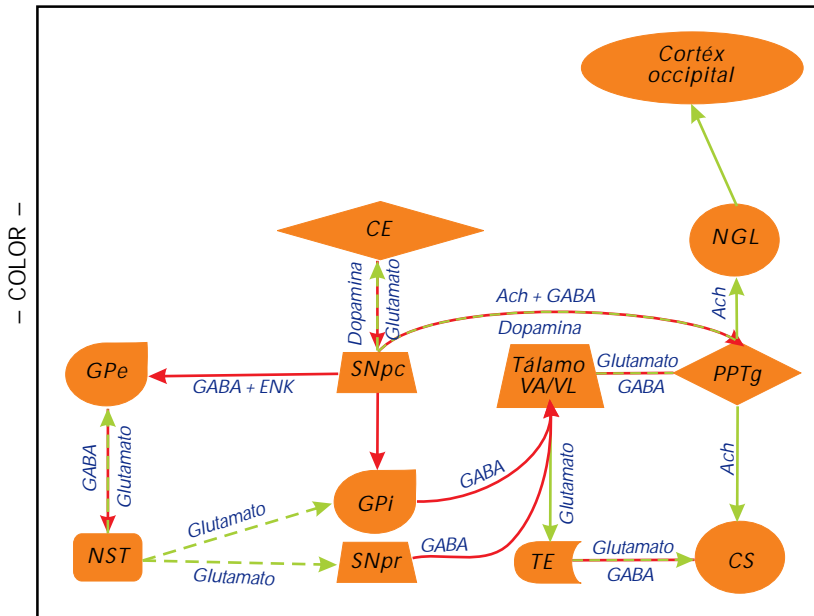 – COLOR –
Cortéx
occipital
NGL
CE
Ach
Dopamina
Glutamato
Ach + GABA
Dopamina
GPe
GABA + ENK
SNpc
Tálamo
VA/VL
Glutamato
GABA
PPTg
GABA
Glutamato
GPi
GABA
Glutamato
Ach
Glutamato
NST
Glutamato
SNpr
GABA
TE
Glutamato
GABA
CS